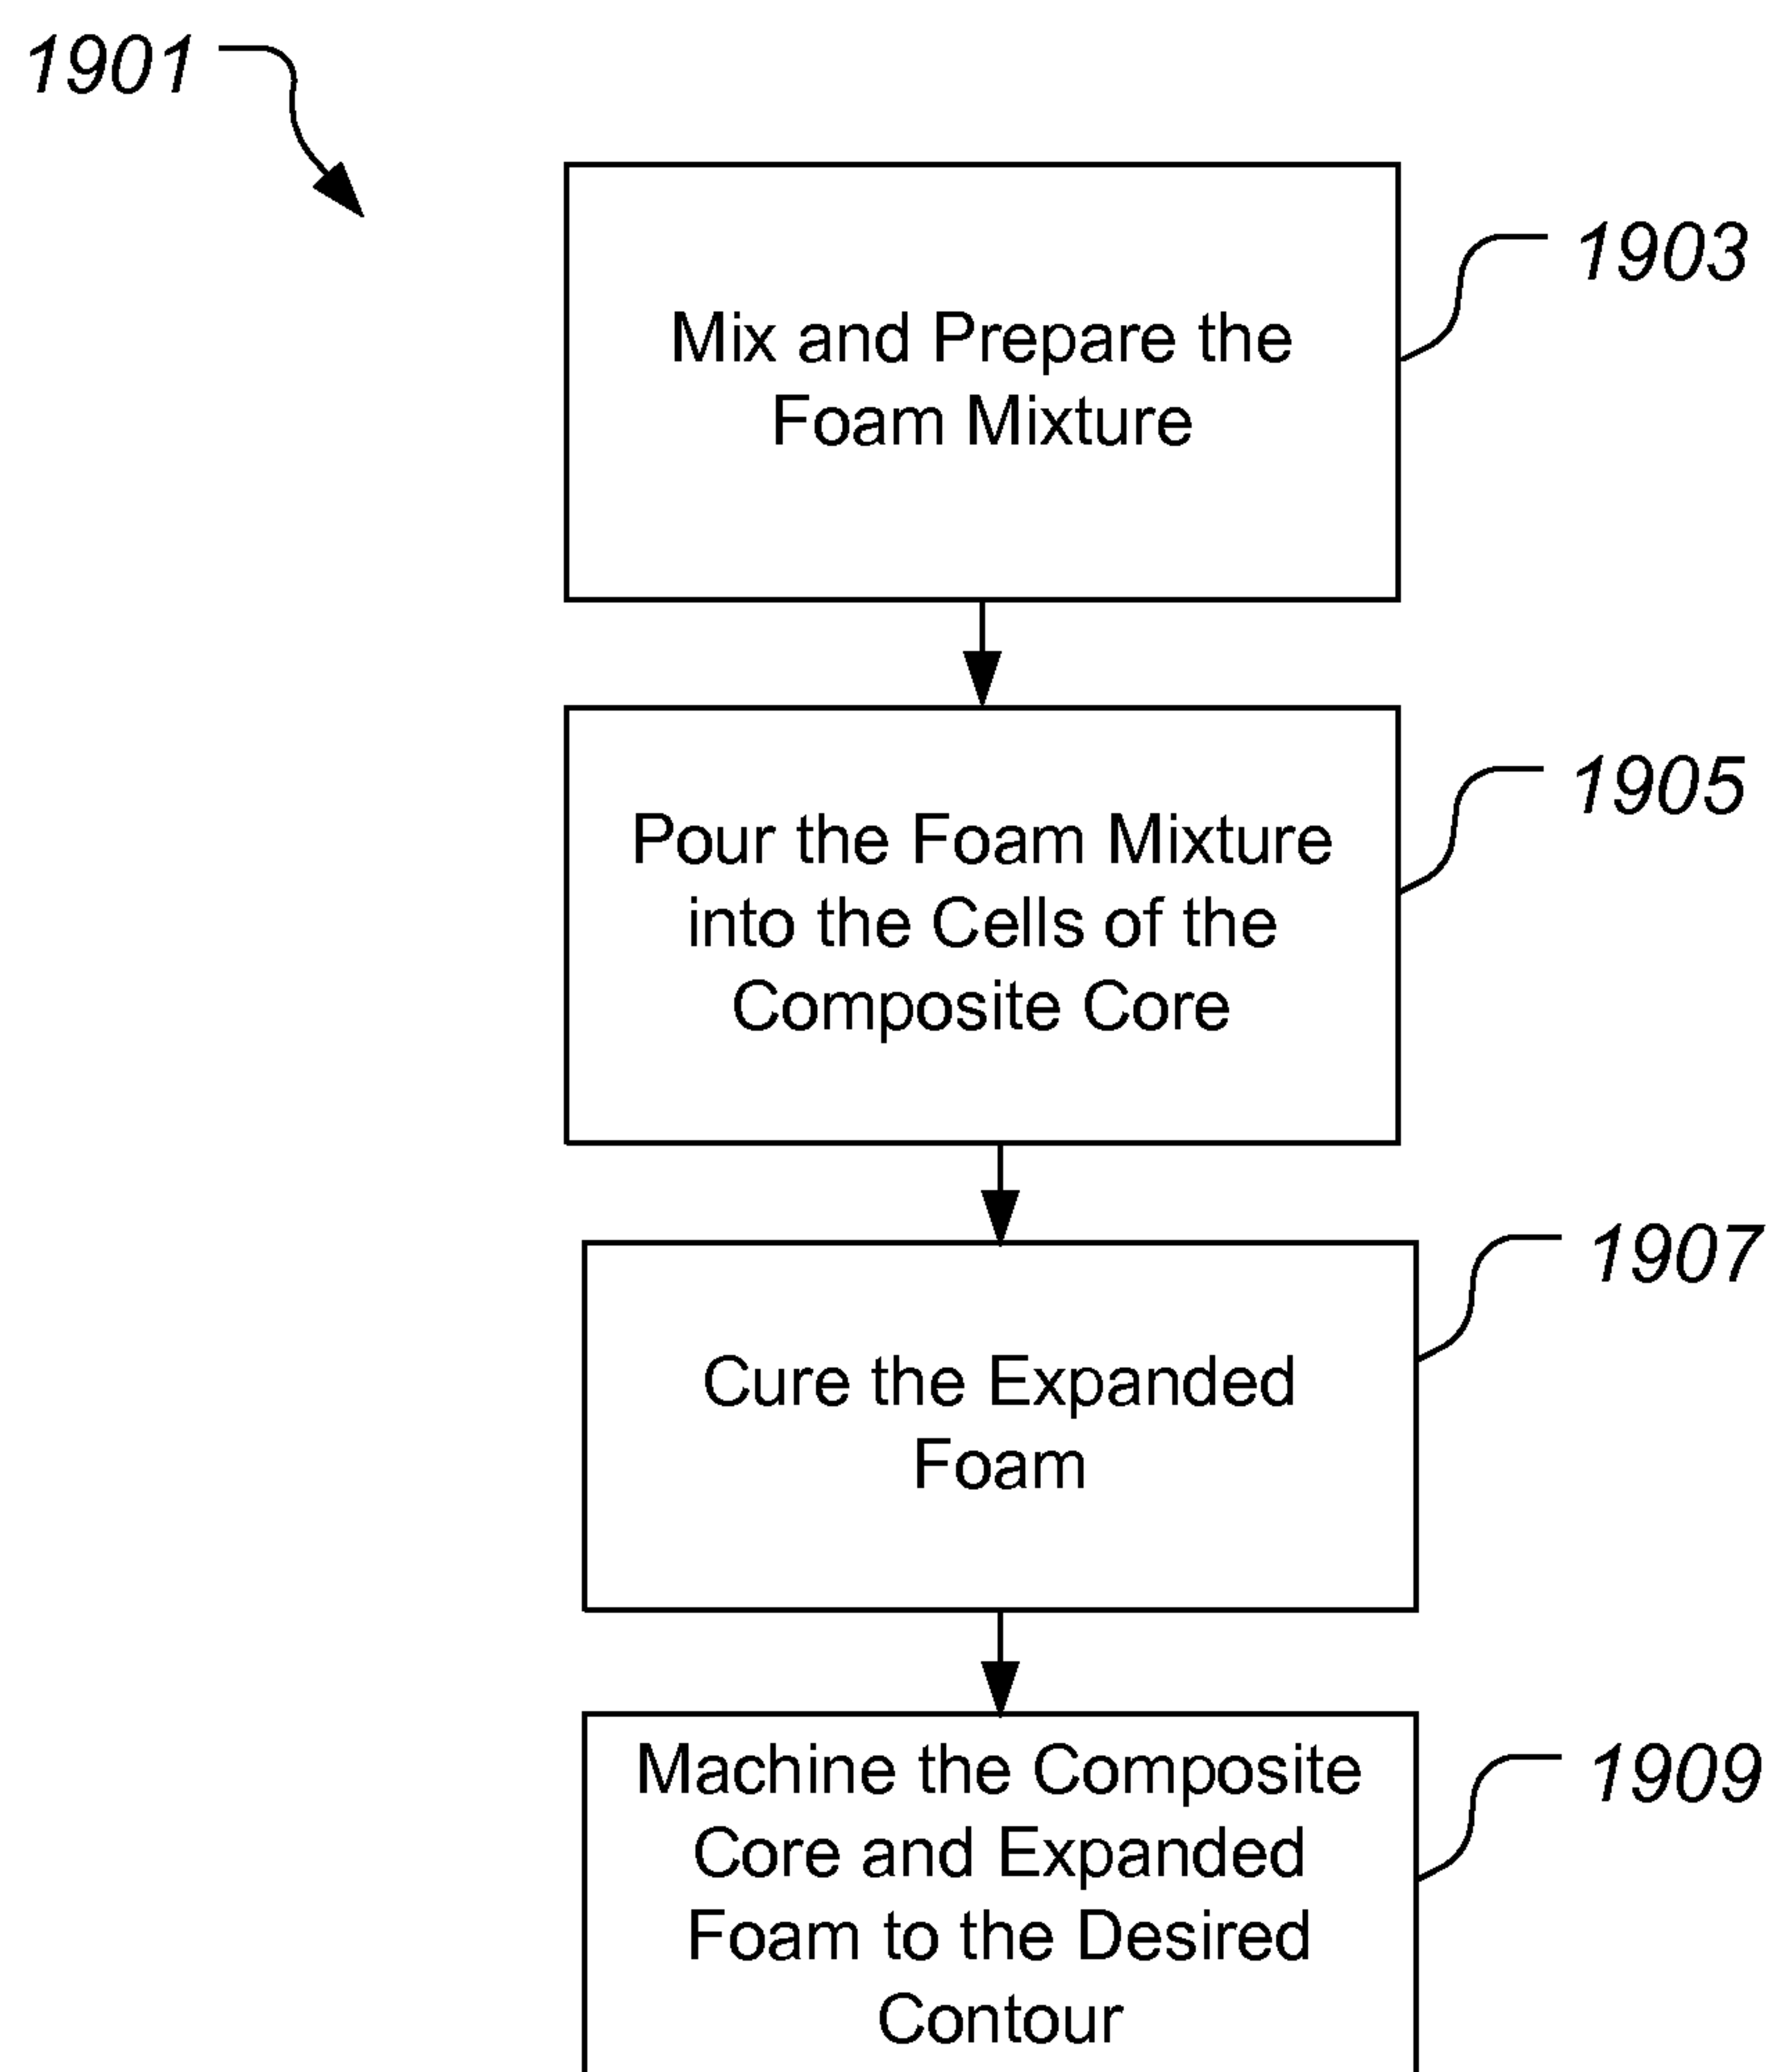 1901
1903
Mix and Prepare the
Foam Mixture
1905
Pour the Foam Mixture
into the Cells of the
Composite Core
1907
Cure the Expanded
Foam
1909
Machine the Composite
Core and Expanded
Foam to the Desired
Contour